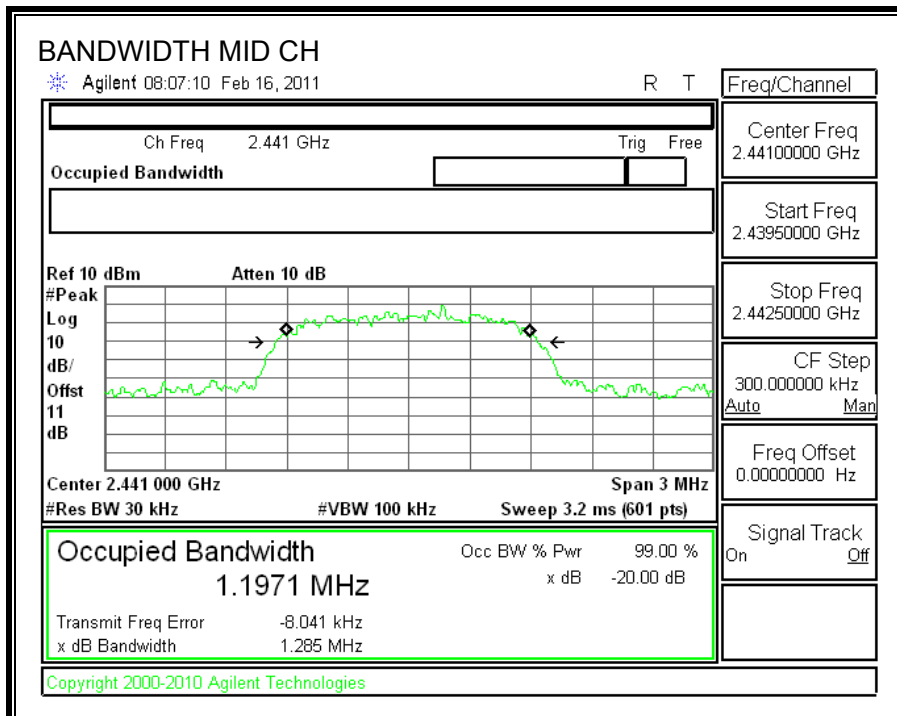 BANDWIDTH MID CH
Agilent 08:07:10 Feb 16, 2011 R T
Freq/Channel
Ch Freq 2.441 GHz Trig Free
Occupied Bandwidth
Center Freq
2.44100000 GHz
Start Freq
2.43950000 GHz
Stop Freq
2.44250000 GHz
CF Step
300.000000 kHz
Auto Man
Freq Offset
0.00000000 Hz
Signal Track
On Off
Ref 10 dBm Atten 10 dB
#Peak
Log
10
dB/
Offst
11
dB
Center 2.441 000 GHz Span 3 MHz
#Res BW 30 kHz #VBW 100 kHz Sweep 3.2 ms (601 pts)
Occupied Bandwidth Occ BW % Pwr 99.00 %
1.1971 MHz x dB -20.00 dB
Transmit Freq Error -8.041 kHz
x dB Bandwidth 1.285 MHz
Copyright 2000-2010 Agilent Technologies